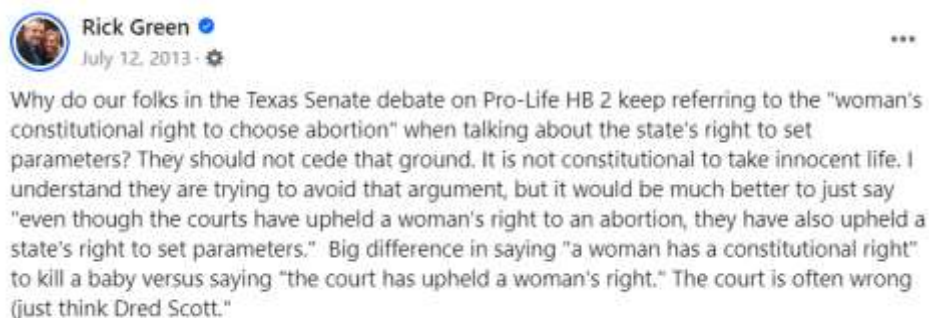 Rick Green
July 12, 2013 ·
Why do our folks in the Texas Senate debate on Pro-Life HB 2 keep referring to the "woman's
constitutional right to choose abortion" when talking about the state's right to set
parameters? They should not cede that ground. It is not constitutional to take innocent life. I
understand they are trying to avoid that argument, but it would be much better to just say
"even though the courts have upheld a woman's right to an abortion, they have also upheld a
state's right to set parameters." Big difference in saying "a woman has a constitutional right"
to kill a baby versus saying "the court has upheld a woman's right." The court is often wrong
(just think Dred Scott."